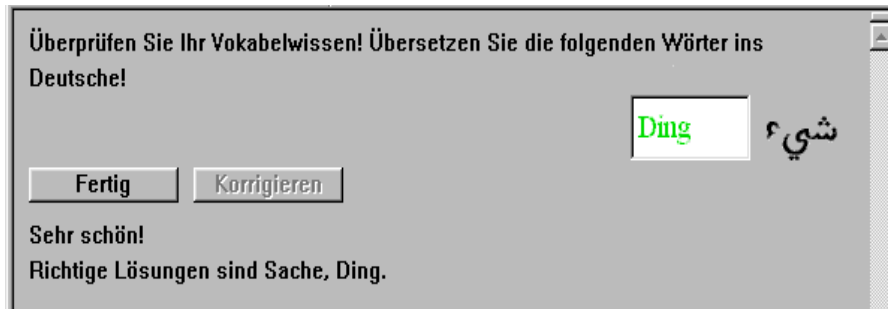 Überprüfen Sie Ihr Vokabelwissen! Übersetzen Sie die folgenden Wörter ins
Deutsche!
Ding شيء
Fertig Korrigieren
Sehr schön!
Richtige Lösungen sind Sache, Ding.